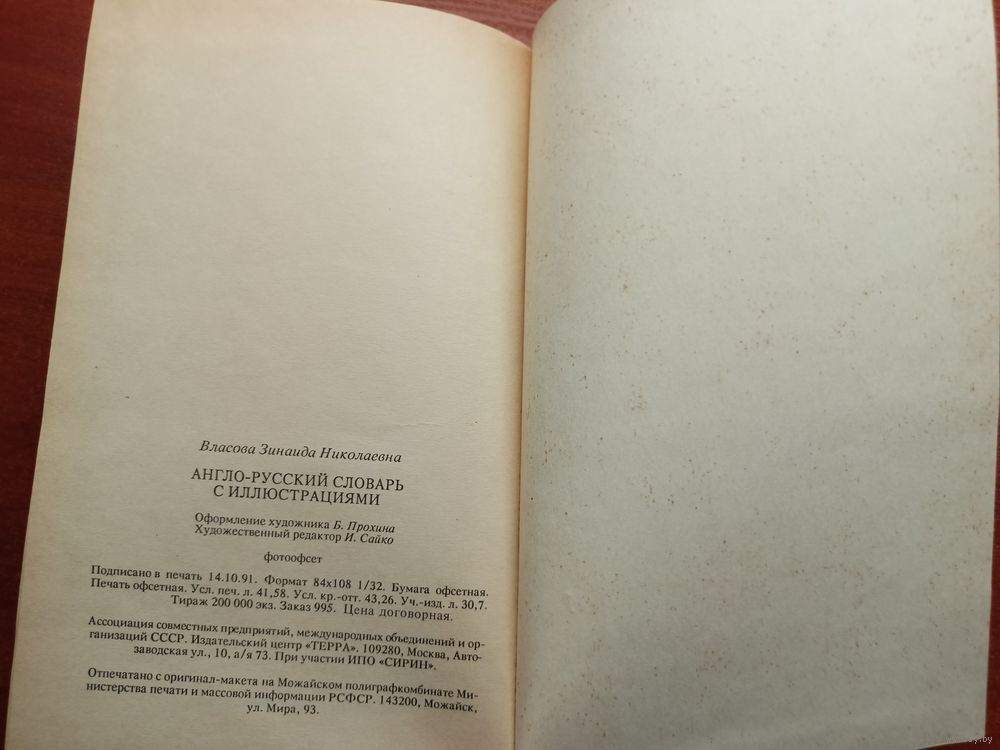 Власова Зинаида Николаевна
АНГЛО-РУССКИЙ СЛОВАРЬ
С ИЛЛЮСТРАЦИЯМИ
Оформление художника Б. Прохина
Художественный редактор И. Сайко
фотоофсет
Подписано в печать 14.10.91. Формат 84х108 1/32. Бумага офсетная.
Печать офсетная. Усл. печ. л. 41,58. Усл. кр.-отт. 43,26. Уч.-изд. л. 30,7.
Тираж 200 000 экз. Заказ 995. Цена договорная.
Ассоциация совместных предприятий, международных объединений и ор-
ганизаций СССР. Издательский центр «ТЕРРА». 109280, Москва, Авто-
заводская ул., 10, а/я 73. При участии ИПО «СИРИН».
Отпечатано с оригинал-макета на Можайском полиграфкомбинате Ми-
нистерства печати и массовой информации РСФСР. 143200, Можайск,
ул. Мира, 93.